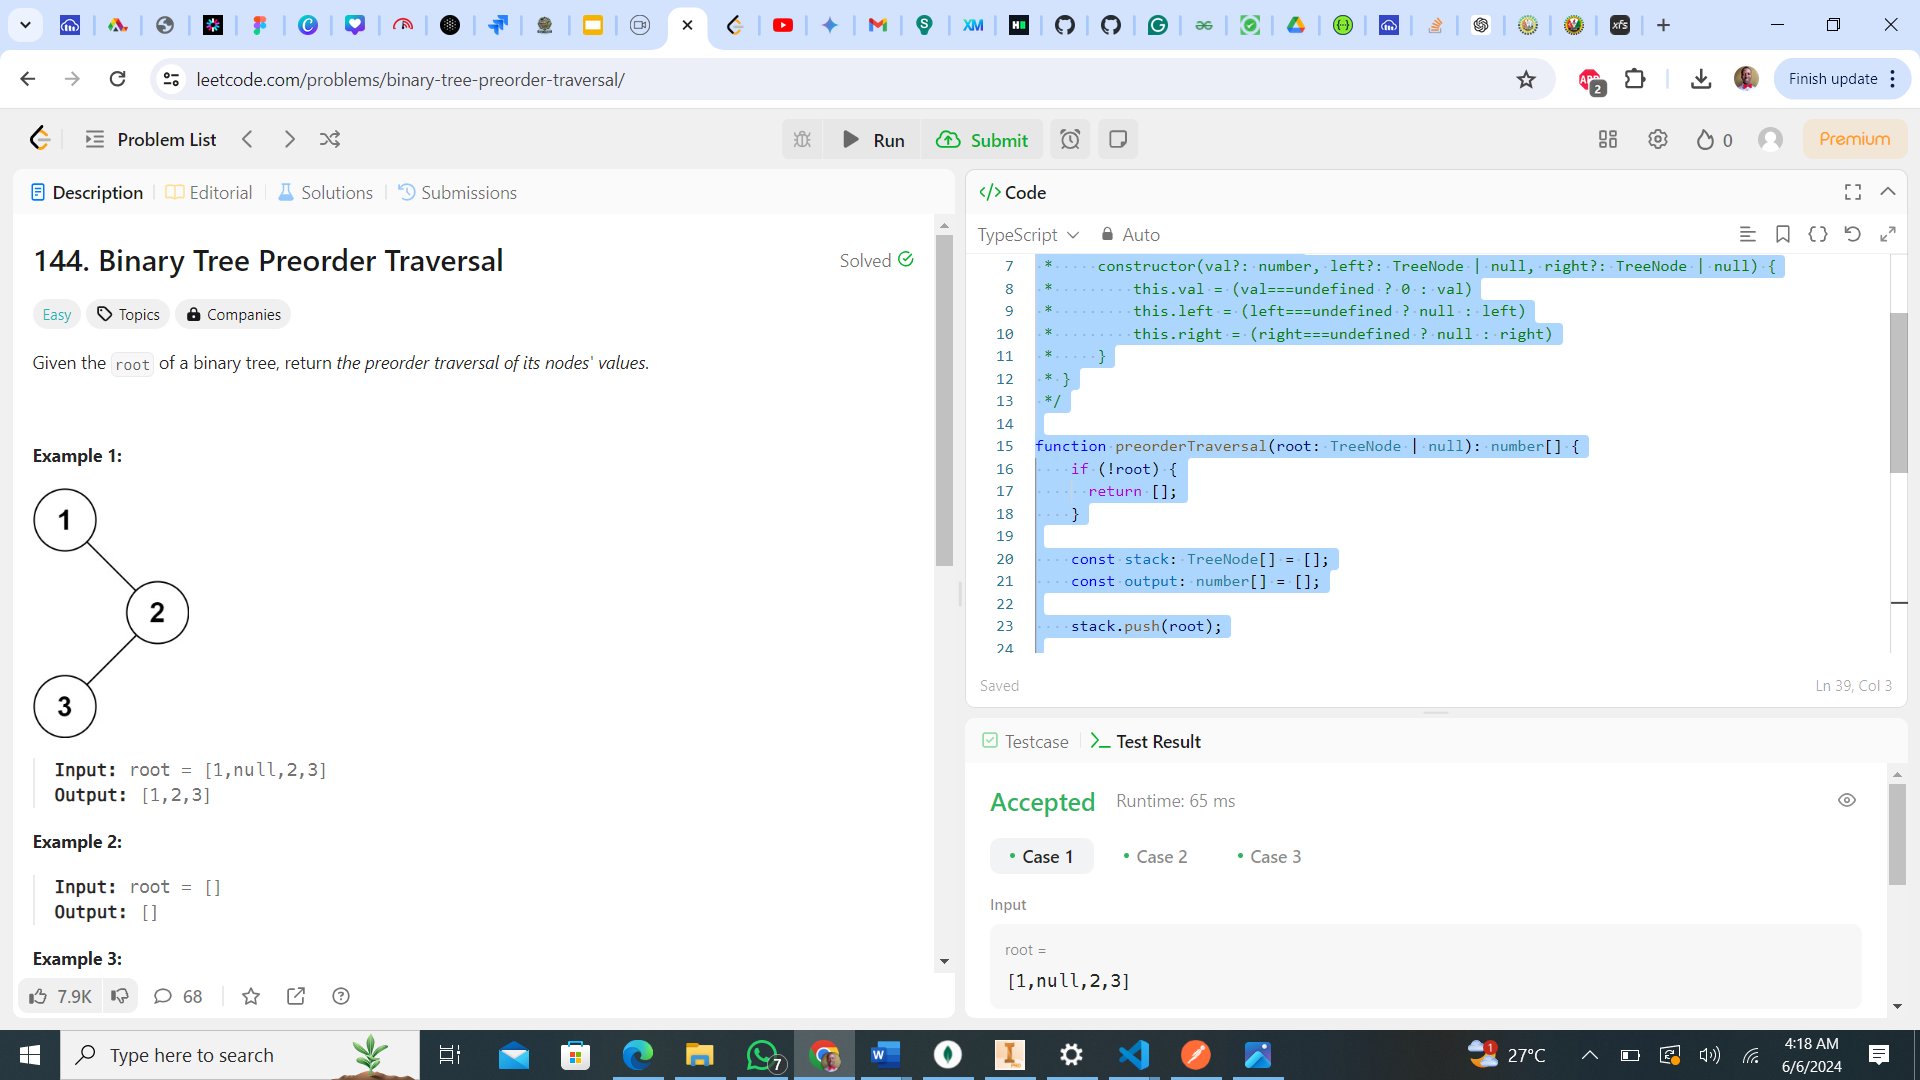 XM
xfs
leetcode.com/problems/binary-tree-preorder-traversal/
ABP
2
Finish update
Problem List
Run
Submit
0
Premium
Description
Editorial
Solutions
Submissions
144. Binary Tree Preorder Traversal
Solved
Easy
Topics
Companies
Given the root of a binary tree, return the preorder traversal of its nodes' values.
Example 1:
1
2
3
Input: root = [1,null,2,3]
Output: [1,2,3]
Example 2:
Input: root = []
Output: []
Example 3:
7.9K
68
Code
TypeScript
Auto
7 *     constructor(val?: number, left?: TreeNode | null, right?: TreeNode | null) {
8 *         this.val = (val===undefined ? 0 : val)
9 *         this.left = (left===undefined ? null : left)
10 *         this.right = (right===undefined ? null : right)
11 *     }
12 * }
13 */
14
15 function preorderTraversal(root: TreeNode | null): number[] {
16     if (!root) {
17       return [];
18     }
19
20     const stack: TreeNode[] = [];
21     const output: number[] = [];
22
23     stack.push(root);
24
Saved
Ln 39, Col 3
Testcase
Test Result
Accepted
Runtime: 65 ms
Case 1
Case 2
Case 3
Input
root =
[1,null,2,3]
Type here to search
7
1
27°C
4:18 AM
6/6/2024